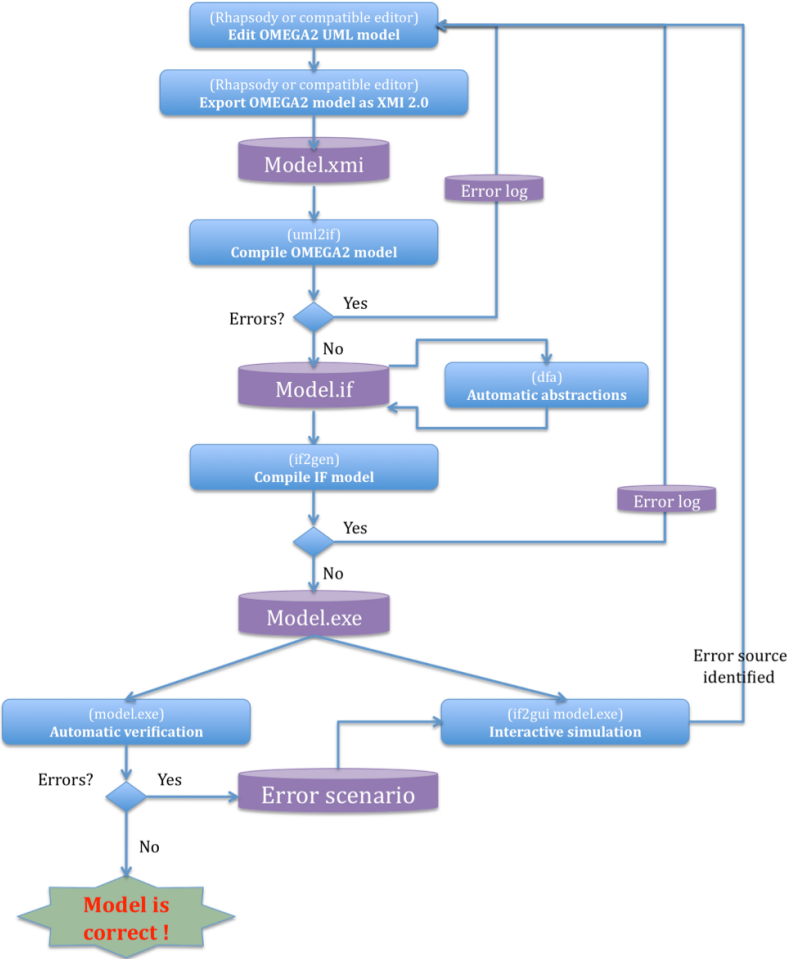 (Rhapsody or compatible editor)
Edit OMEGA2 UML model
(Rhapsody or compatible editor)
Export OMEGA2 model as XMI 2.0
Model.xmi
Error log
(uml2if)
Compile OMEGA2 model
Yes
Errors?
No
Model.if
(dfa)
Automatic abstractions
(if2gen)
Compile IF model
Error log
Yes
No
Model.exe
Error source
identified
(model.exe)
Automatic verification
(if2gui model.exe)
Interactive simulation
Errors?
Yes
Error scenario
No
Model is
correct !